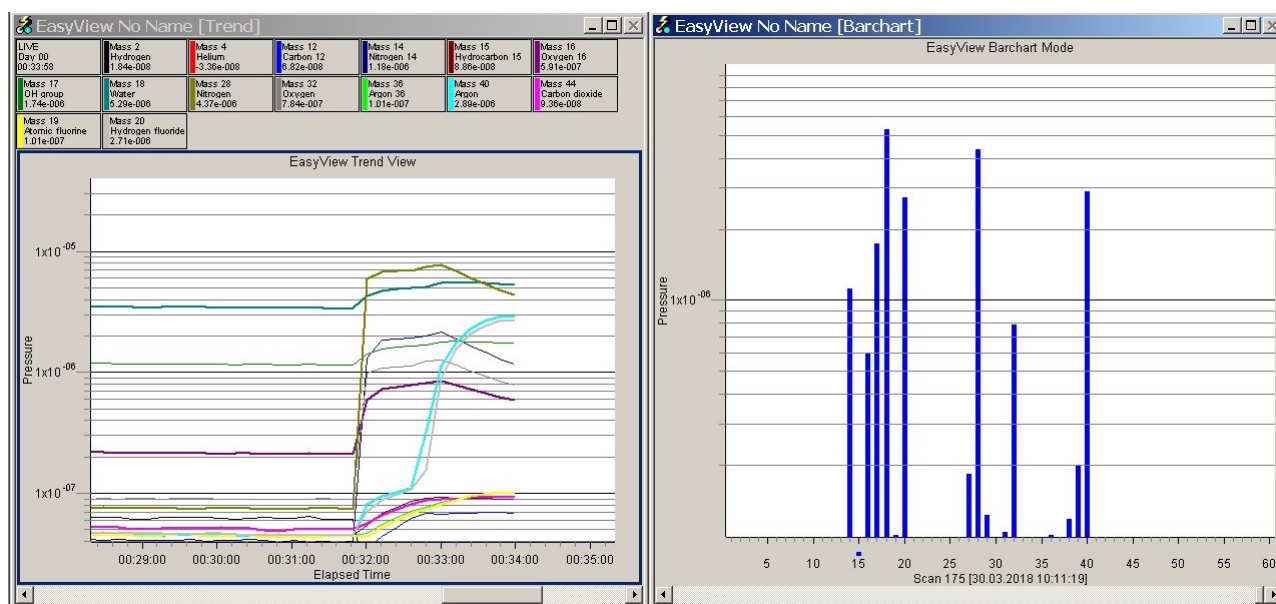 EasyView No Name [Trend]
LIVE
Day 00
00:33:58
Mass 2
Hydrogen
1.84e-008
Mass 4
Helium
-3.36e-008
Mass 12
Carbon 12
6.82e-008
Mass 14
Nitrogen 14
1.18e-006
Mass 15
Hydrocarbon 15
8.86e-008
Mass 16
Oxygen 16
5.91e-007
Mass 17
OH group
1.74e-006
Mass 18
Water
5.29e-006
Mass 28
Nitrogen
4.37e-006
Mass 32
Oxygen
7.84e-007
Mass 36
Argon 36
1.01e-007
Mass 40
Argon
2.89e-006
Mass 44
Carbon dioxide
9.36e-008
Mass 19
Atomic fluorine
1.01e-007
Mass 20
Hydrogen fluoride
2.71e-006
EasyView Trend View
Pressure
1x10 -05
1x10 -06
1x10 -07
00:29:00 00:30:00 00:31:00 00:32:00 00:33:00 00:34:00 00:35:00
Elapsed Time
EasyView No Name [Barchart]
EasyView Barchart Mode
Pressure
1x10 -06
5 10 15 20 25 30 35 40 45 50 55 60
Scan 175 [30.03.2018 10:11:19]